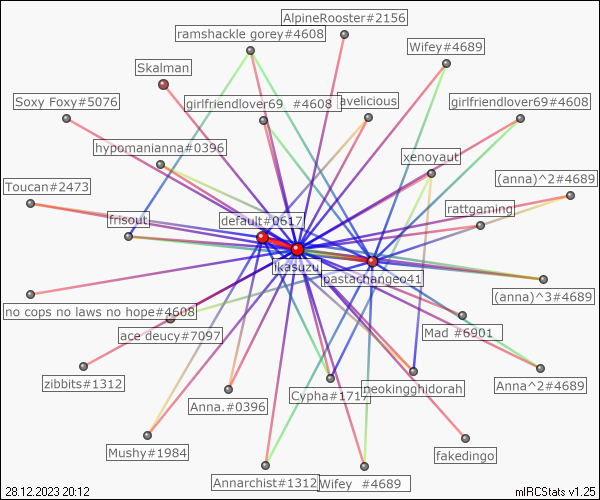 AlpineRooster#2156
ramshackle gorey#4608
Wifey#4689
Skalman
Soxy Foxy#5076
girlfriendlover69 #4608
avelicious
girlfriendlover69#4608
hypomanianna#0396
xenoyaut
Toucan#2473
(anna)^2#4689
frisout
default#0617
rattgaming
ikasuzu
pastachangeo41
(anna)^3#4689
no cops no laws no hope#4608
ace deucy#7097
Mad #6901
zibbits#1312
Cypha#1717
neokingghidorah
Anna^2#4689
Anna.#0396
Mushy#1984
fakedingo
Annarchist#1312
Wifey #4689
28.12.2023 20:12
mIRCStats v1.25